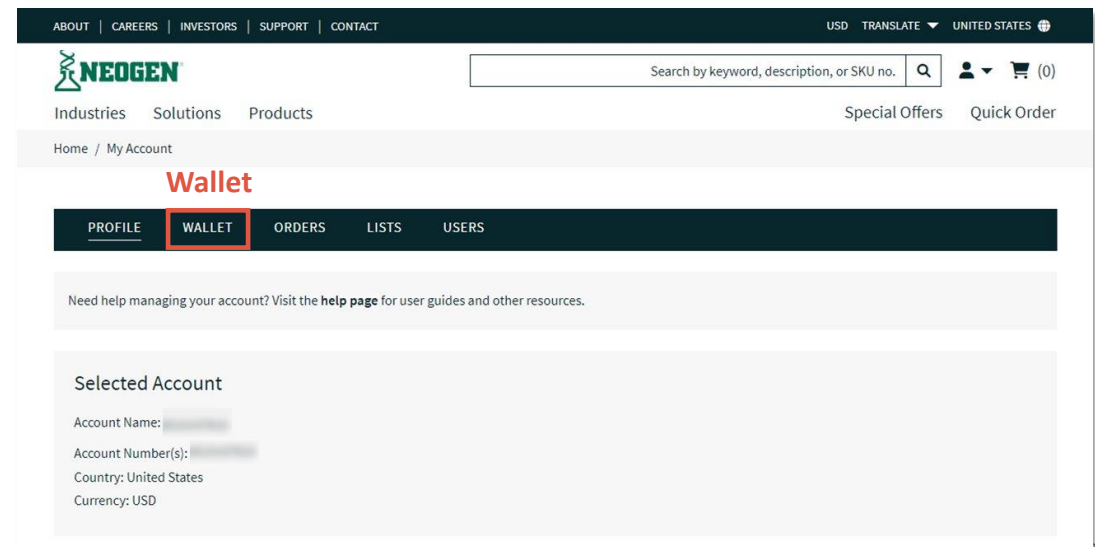 ABOUT | CAREERS | INVESTORS | SUPPORT | CONTACT USD TRANSLATE UNITED STATES
NEOGEN
Search by keyword, description, or SKU no. (0)
Industries Solutions Products Special Offers Quick Order
Home / My Account
Wallet
PROFILE WALLET ORDERS LISTS USERS
Need help managing your account? Visit the help page for user guides and other resources.
Selected Account
Account Name:
Account Number(s):
Country: United States
Currency: USD